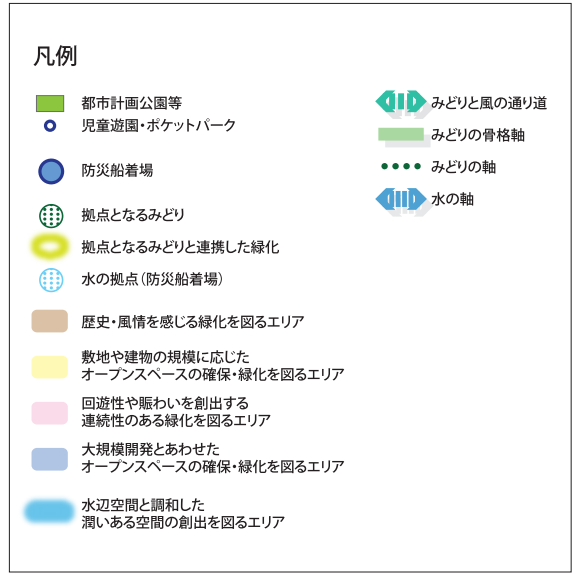 凡例
都市計画公園等
児童遊園・ポケットパーク
防災船着場
拠点となるみどり
拠点となるみどりと連携した緑化
水の拠点（防災船着場）
歴史・風情を感じる緑化を図るエリア
敷地や建物の規模に応じた
オープンスペースの確保・緑化を図るエリア
回遊性や賑わいを創出する
連続性のある緑化を図るエリア
大規模開発とあわせた
オープンスペースの確保・緑化を図るエリア
水辺空間と調和した
潤いある空間の創出を図るエリア
みどりと風の通り道
みどりの骨格軸
みどりの軸
水の軸